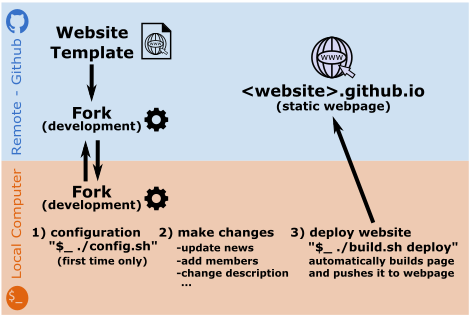 Remote - Github
Website
Template
WWW
Fork
(development)
WWW
<website>.github.io
(static webpage)
Local Computer
$_
Fork
(development)
1) configuration
"$_ ./config.sh"
(first time only)
2) make changes
-update news
-add members
-change description
...
3) deploy website
"$_ ./build.sh deploy"
automatically builds page
and pushes it to webpage